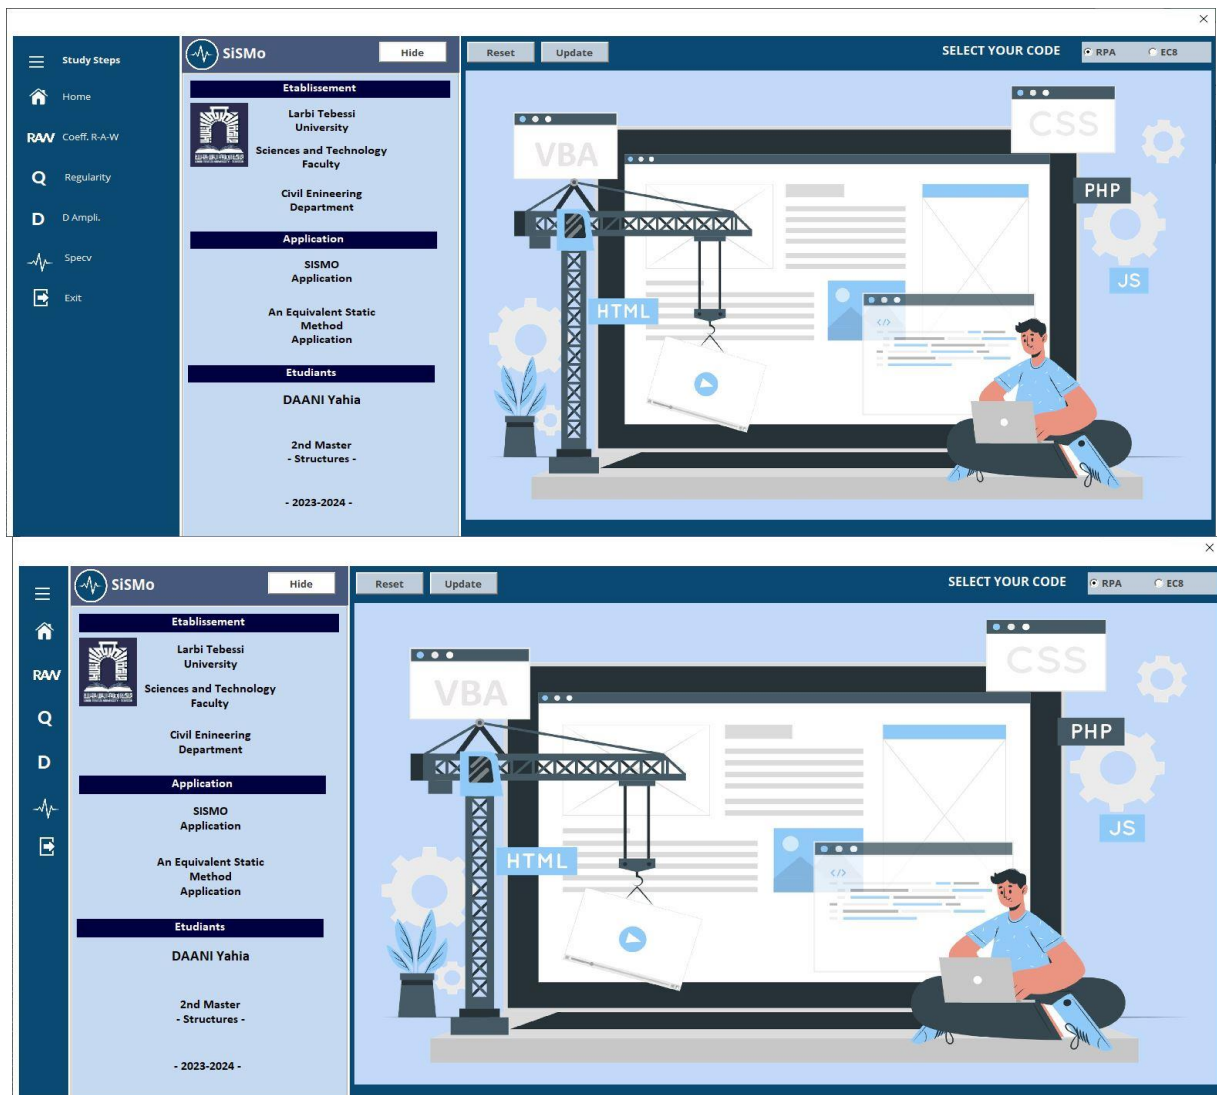 Study Steps
Home
RAW Coeff. R-A-W
Q Regularity
D D Ampli.
Specv
Exit
SiSMo
Hide
Etablissement
Larbi Tebessi
University
Sciences and Technology
Faculty
Civil Enineering
Department
Application
SISMO
Application
An Equivalent Static
Method
Application
Etudiants
DAANI Yahia
2nd Master
- Structures -
- 2023-2024 -
Reset Update SELECT YOUR CODE RPA EC8
VBA
CSS
PHP
JS
HTML
</>
RAW
Q
D
SiSMo
Hide
Etablissement
Larbi Tebessi
University
Sciences and Technology
Faculty
Civil Enineering
Department
Application
SISMO
Application
An Equivalent Static
Method
Application
Etudiants
DAANI Yahia
2nd Master
- Structures -
- 2023-2024 -
Reset Update SELECT YOUR CODE RPA EC8
VBA
CSS
PHP
JS
HTML
</>